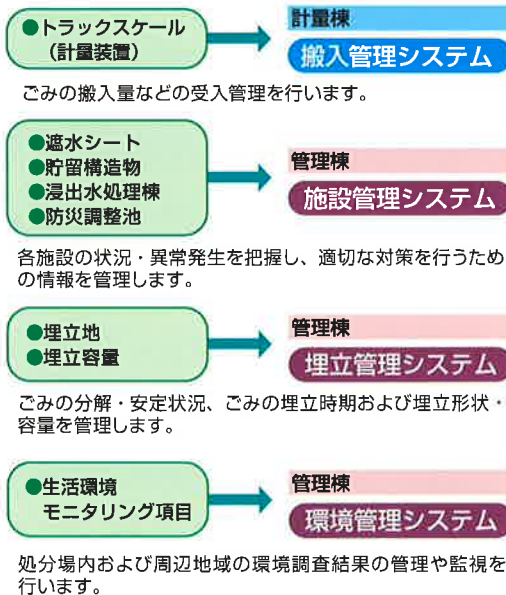 ●トラックスケール
（計量装置）
計量棟
搬入管理システム
ごみの搬入量などの受入管理を行います。
●遮水シート
●貯留構造物
●浸出水処理棟
●防災調整池
管理棟
施設管理システム
各施設の状況・異常発生を把握し、適切な対策を行うため
の情報を管理します。
●埋立地
●埋立容量
管理棟
埋立管理システム
ごみの分解・安定状況、ごみの埋立時期および埋立形状・
容量を管理します。
●生活環境
モニタリング項目
管理棟
環境管理システム
処分場内および周辺地域の環境調査結果の管理や監視を
行います。